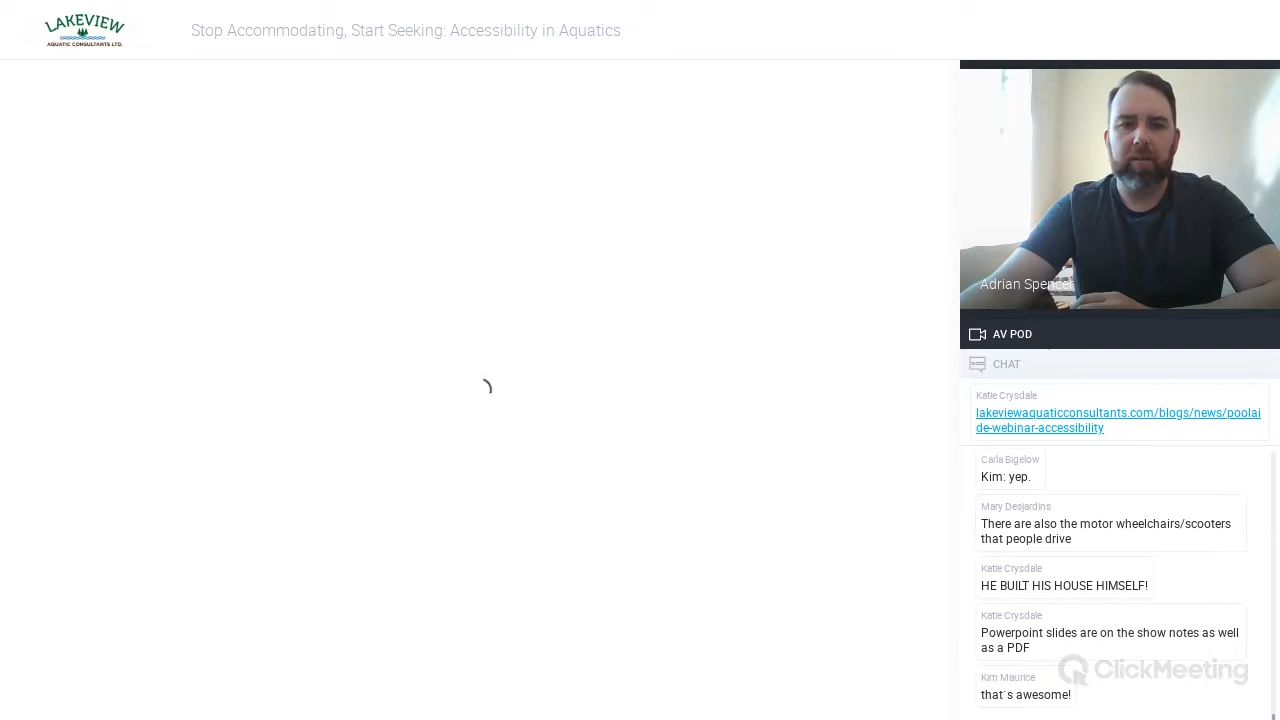 LAKEVIEW
AQUATIC CONSULTANTS LTD.
Stop Accommodating, Start Seeking: Accessibility in Aquatics
Adrian Spencer
AV POD
CHAT
Katie Crysdale
lakeviewaquaticconsultants.com/blogs/news/poolai
de-webinar-accessibility
Carla Bigelow
Kim: yep.
Mary Desjardins
There are also the motor wheelchairs/scooters
that people drive
Katie Crysdale
HE BUILT HIS HOUSE HIMSELF!
Katie Crysdale
Powerpoint slides are on the show notes as well
as a PDF
ClickMeeting
Kim Maurice
that´s awesome!